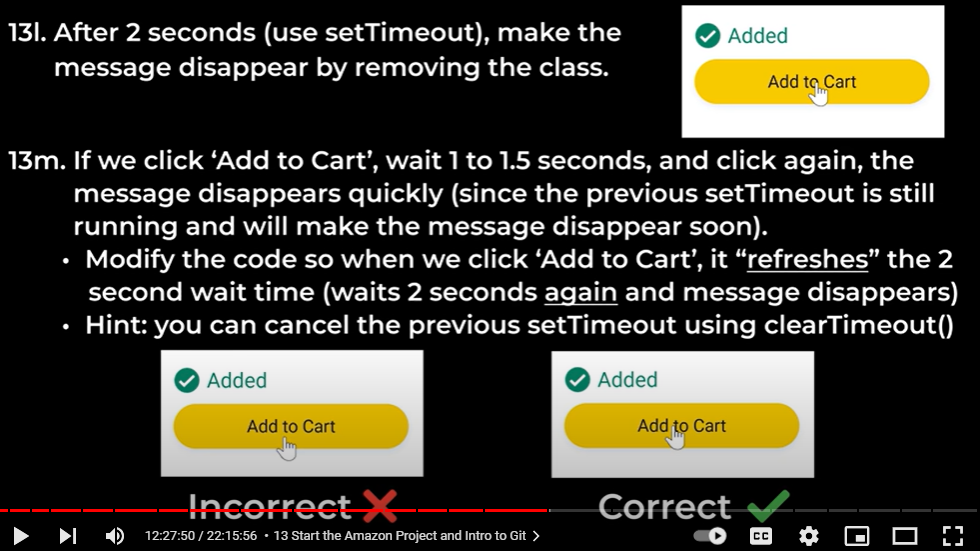 13l. After 2 seconds (use setTimeout), make the
message disappear by removing the class.
Added
Add to Cart
13m. If we click ‘Add to Cart’, wait 1 to 1.5 seconds, and click again, the
message disappears quickly (since the previous setTimeout is still
running and will make the message disappear soon).
• Modify the code so when we click ‘Add to Cart’, it “refreshes” the 2
second wait time (waits 2 seconds again and message disappears)
• Hint: you can cancel the previous setTimeout using clearTimeout()
Added
Add to Cart
Added
Add to Cart
Incorrect ❌
Correct ✔
12:27:50 / 22:15:56 • 13 Start the Amazon Project and Intro to Git >
CC